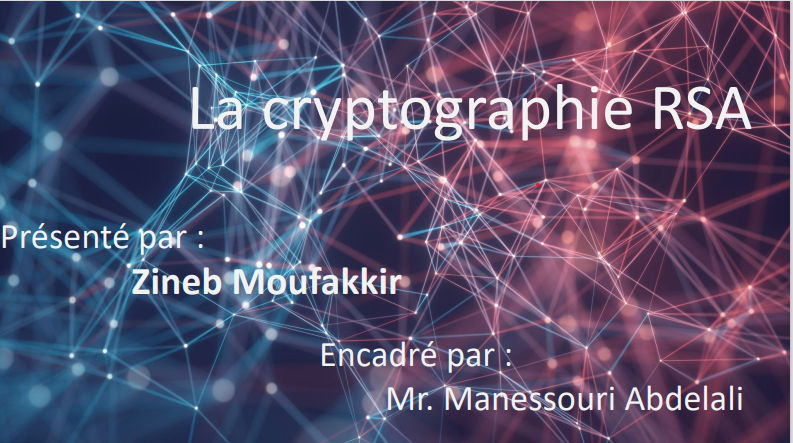 La cryptographie RSA
Présenté par :
Zineb Moufakkir
Encadré par :
Mr. Manessouri Abdelali